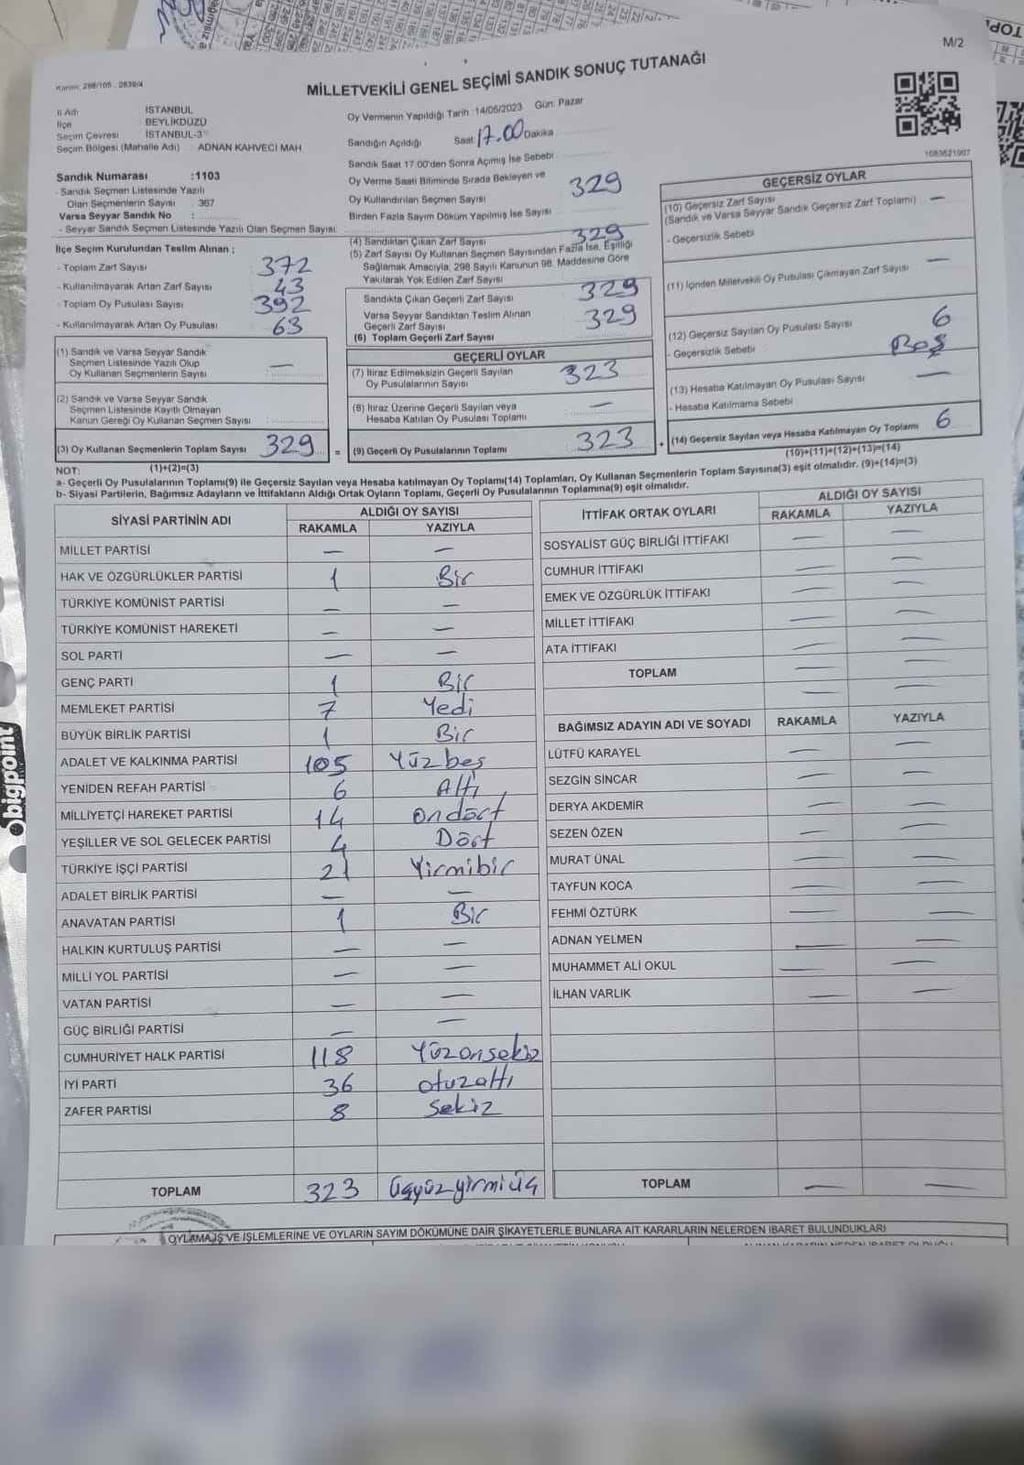 M/2
MİLLETVEKİLİ GENEL SEÇİMİ SANDIK SONUÇ TUTANAĞI
İl Adı İSTANBUL
İlçe BEYLİKDÜZÜ
Seçim Çevresi İSTANBUL-3
Seçim Bölgesi (Mahalle Adı) ADNAN KAHVECİ MAH.
Sandık Numarası :1103
- Sandık Seçmen Listesinde Yazılı
Olan Seçmenlerin Sayısı 367
Varsa Seyyar Sandık No :
- Seyyar Sandık Seçmen Listesinde Yazılı Olan Seçmen Sayısı:
İlçe Seçim Kurulundan Teslim Alınan ;
- Toplam Zarf Sayısı 372
- Kullanılmayarak Artan Zarf Sayısı 43
- Toplam Oy Pusulası Sayısı 392
- Kullanılmayarak Artan Oy Pusulası 63
(1) Sandık ve Varsa Seyyar Sandık
Seçmen Listesinde Yazılı Olup
Oy Kullanan Seçmenlerin Sayısı —
(2) Sandık ve Varsa Seyyar Sandık
Seçmen Listesinde Kayıtlı Olmayan
Kanun Gereği Oy Kullanan Seçmen Sayısı
(3) Oy Kullanan Seçmenlerin Toplam Sayısı 329
(1)+(2)=(3)
Oy Vermenin Yapıldığı Tarih :14/05/2023 Gün: Pazar
Sandığın Açıldığı Saat 17.00 Dakika
Sandık Saat 17:00'den Sonra Açılmış İse Sebebi
Oy Verme Saati Bitiminde Sırada Bekleyen ve
Oy Kullandırılan Seçmen Sayısı 329
Birden Fazla Sayım Döküm Yapılmış İse Sayısı
(4) Sandıktan Çıkan Zarf Sayısı 329
(5) Zarf Sayısı Oy Kullanan Seçmen Sayısından Fazla İse, Eşitliği
Sağlamak Amacıyla, 298 Sayılı Kanunun 98. Maddesine Göre
Yakılarak Yok Edilen Zarf Sayısı
Sandıkta Çıkan Geçerli Zarf Sayısı 329
Varsa Seyyar Sandıktan Teslim Alınan
Geçerli Zarf Sayısı 329
(6) Toplam Geçerli Zarf Sayısı
GEÇERLİ OYLAR
(7) İtiraz Edilmeksizin Geçerli Sayılan
Oy Pusulalarının Sayısı 323
(8) İtiraz Üzerine Geçerli Sayılan veya
Hesaba Katılan Oy Pusulası Toplamı —
= (9) Geçerli Oy Pusulalarının Toplamı 323
1083621907
GEÇERSİZ OYLAR
(10) Geçersiz Zarf Sayısı —
(Sandık ve Varsa Seyyar Sandık Geçersiz Zarf Toplamı)
- Geçersizlik Sebebi
(11) İçinden Milletvekili Oy Pusulası Çıkmayan Zarf Sayısı —
(12) Geçersiz Sayılan Oy Pusulası Sayısı 6
- Geçersizlik Sebebi Boş
(13) Hesaba Katılmayan Oy Pusulası Sayısı —
- Hesaba Katılmama Sebebi
+ (14) Geçersiz Sayılan veya Hesaba Katılmayan Oy Toplamı 6
(10)+(11)+(12)+(13)=(14)
NOT:
a- Geçerli Oy Pusulalarının Toplamı(9) ile Geçersiz Sayılan veya Hesaba katılmayan Oy Toplamı(14) Toplamları, Oy Kullanan Seçmenlerin Toplam Sayısına(3) eşit olmalıdır. (9)+(14)=(3)
b- Siyasi Partilerin, Bağımsız Adayların ve İttifakların Aldığı Ortak Oyların Toplamı, Geçerli Oy Pusulalarının Toplamına(9) eşit olmalıdır.
SİYASİ PARTİNİN ADI ALDIĞI OY SAYISI
RAKAMLA YAZIYLA
MİLLET PARTİSİ — —
HAK VE ÖZGÜRLÜKLER PARTİSİ 1 Bir
TÜRKİYE KOMÜNİST PARTİSİ — —
TÜRKİYE KOMÜNİST HAREKETİ — —
SOL PARTİ — —
GENÇ PARTİ 1 Bir
MEMLEKET PARTİSİ 7 Yedi
BÜYÜK BİRLİK PARTİSİ 1 Bir
ADALET VE KALKINMA PARTİSİ 105 Yüzbeş
YENİDEN REFAH PARTİSİ 6 Altı
MİLLİYETÇİ HAREKET PARTİSİ 14 Ondört
YEŞİLLER VE SOL GELECEK PARTİSİ 4 Dört
TÜRKİYE İŞÇİ PARTİSİ 21 Yirmibir
ADALET BİRLİK PARTİSİ — —
ANAVATAN PARTİSİ 1 Bir
HALKIN KURTULUŞ PARTİSİ — —
MİLLİ YOL PARTİSİ — —
VATAN PARTİSİ — —
GÜÇ BİRLİĞİ PARTİSİ — —
CUMHURİYET HALK PARTİSİ 118 Yüzonsekiz
İYİ PARTİ 36 otuzaltı
ZAFER PARTİSİ 8 Sekiz
TOPLAM 323 üçyüzyirmiüç
İTTİFAK ORTAK OYLARI ALDIĞI OY SAYISI
RAKAMLA YAZIYLA
SOSYALİST GÜÇ BİRLİĞİ İTTİFAKI — —
CUMHUR İTTİFAKI — —
EMEK VE ÖZGÜRLÜK İTTİFAKI — —
MİLLET İTTİFAKI — —
ATA İTTİFAKI — —
TOPLAM — —
BAĞIMSIZ ADAYIN ADI VE SOYADI RAKAMLA YAZIYLA
LÜTFÜ KARAYEL — —
SEZGİN SİNCAR — —
DERYA AKDEMİR — —
SEZEN ÖZEN — —
MURAT ÜNAL — —
TAYFUN KOCA — —
FEHMİ ÖZTÜRK — —
ADNAN YELMEN — —
MUHAMMET ALİ OKUL — —
İLHAN VARLIK — —
TOPLAM — —
OYLAMA İŞ VE İŞLEMLERİNE VE OYLARIN SAYIM DÖKÜMÜNE DAİR ŞİKAYETLERLE BUNLARA AİT KARARLARIN NELERDEN İBARET BULUNDUKLARI
bigpoint